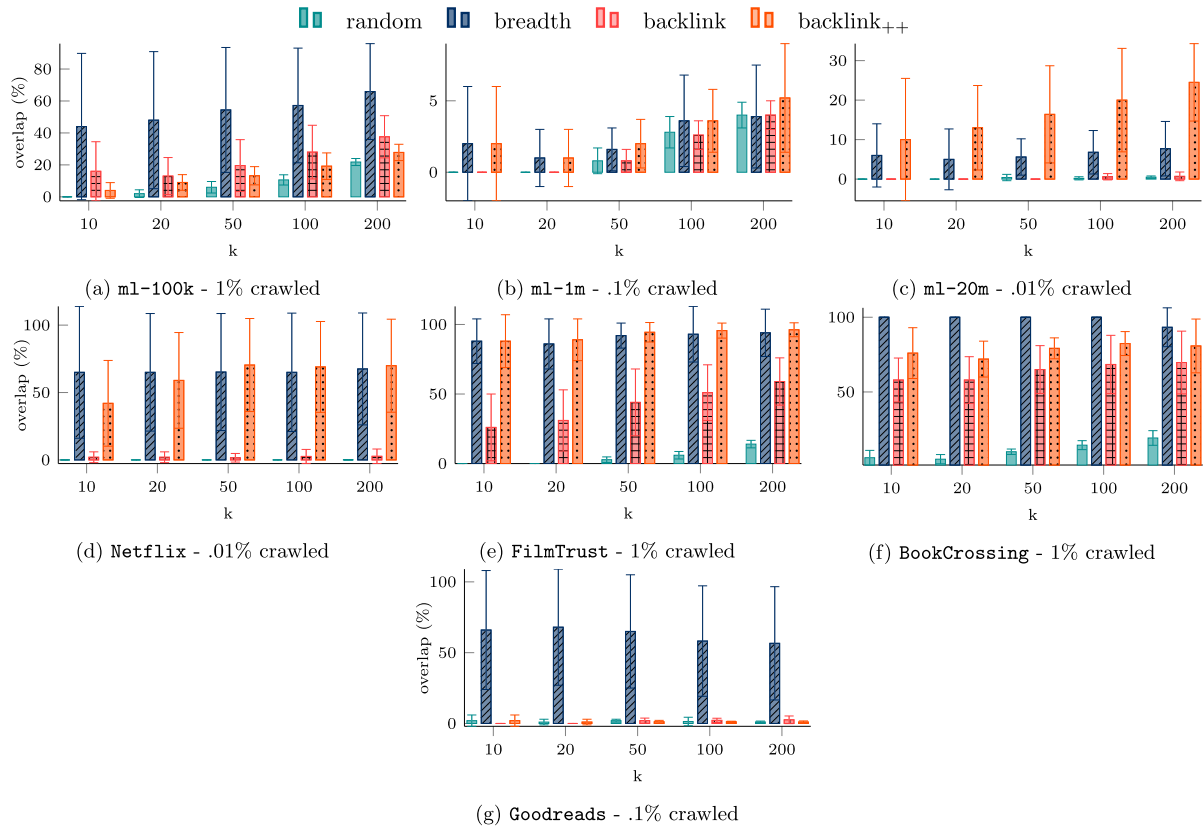 random breadth backlink backlink++
overlap (%)
80
60
40
20
0
10 20 50 100 200
k
(a) ml-100k - 1% crawled
5
0
10 20 50 100 200
k
(b) ml-1m - .1% crawled
30
20
10
0
10 20 50 100 200
k
(c) ml-20m - .01% crawled
overlap (%)
100
50
0
10 20 50 100 200
k
(d) Netflix - .01% crawled
100
50
0
10 20 50 100 200
k
(e) FilmTrust - 1% crawled
100
50
10 20 50 100 200
k
(f) BookCrossing - 1% crawled
overlap (%)
100
50
0
10 20 50 100 200
k
(g) Goodreads - .1% crawled